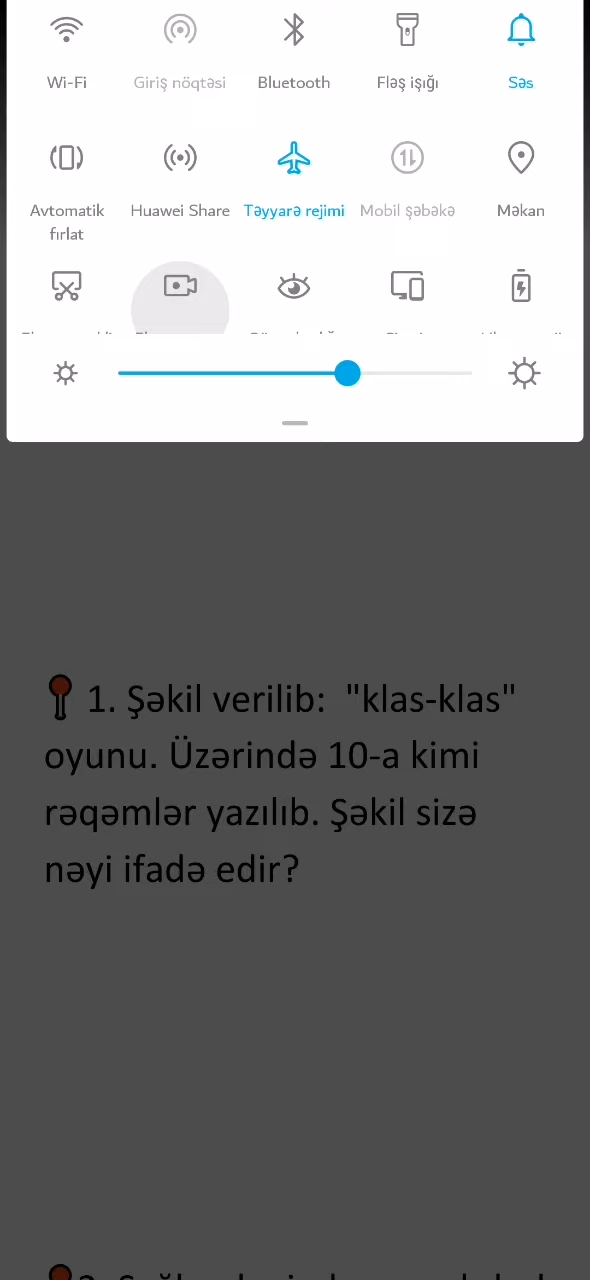 Wi-Fi
Giriş nöqtəsi
Bluetooth
Fləş işığı
Səs
Avtomatik
fırlat
Huawei Share
Təyyarə rejimi
Mobil şəbəkə
Məkan
1. Şəkil verilib: "klas-klas"
oyunu. Üzərində 10-a kimi
rəqəmlər yazılıb. Şəkil sizə
nəyi ifadə edir?